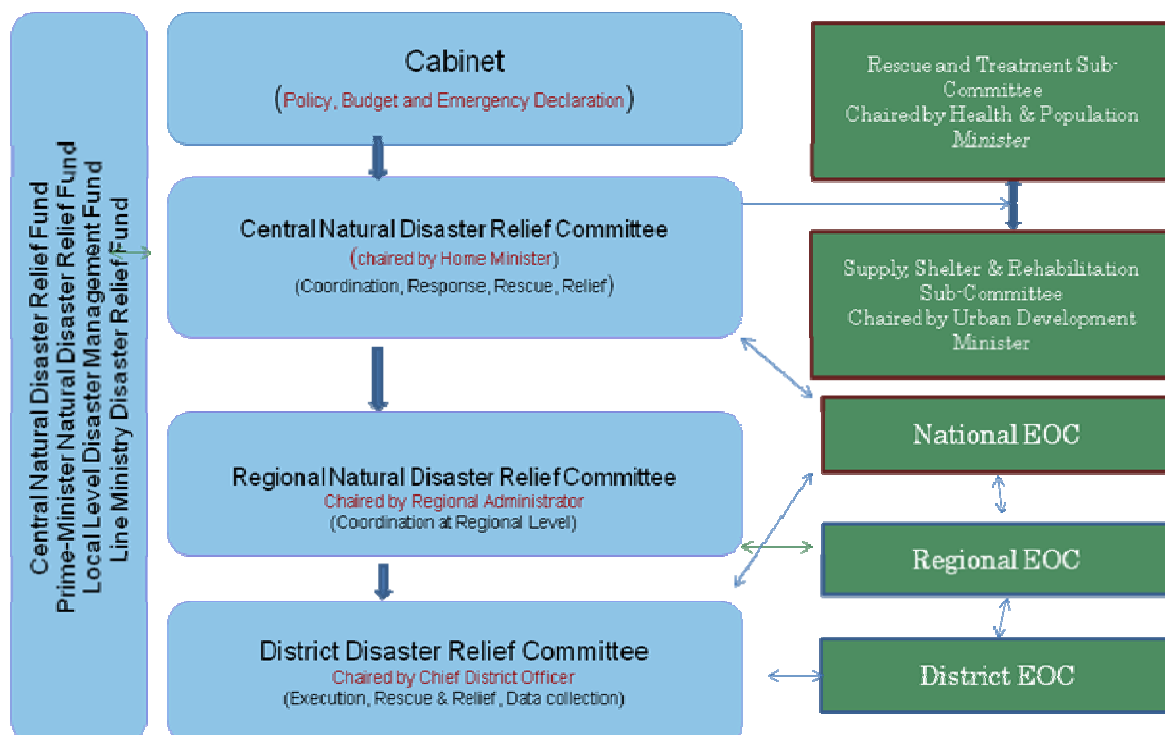 Central Natural Disaster Relief Fund
Prime-Minister Natural Disaster Relief Fund
Local Level Disaster Management Fund
Line Ministry Disaster Relief Fund
Cabinet
(Policy, Budget and Emergency Declaration)
Central Natural Disaster Relief Committee
(chaired by Home Minister)
(Coordination, Response, Rescue, Relief)
Regional Natural Disaster Relief Committee
Chaired by Regional Administrator
(Coordination at Regional Level)
District Disaster Relief Committee
Chaired by Chief District Officer
(Execution, Rescue & Relief, Data collection)
Rescue and Treatment Sub-
Committee
Chaired by Health & Population
Minister
Supply, Shelter & Rehabilitation
Sub-Committee
Chaired by Urban Development
Minister
National EOC
Regional EOC
District EOC